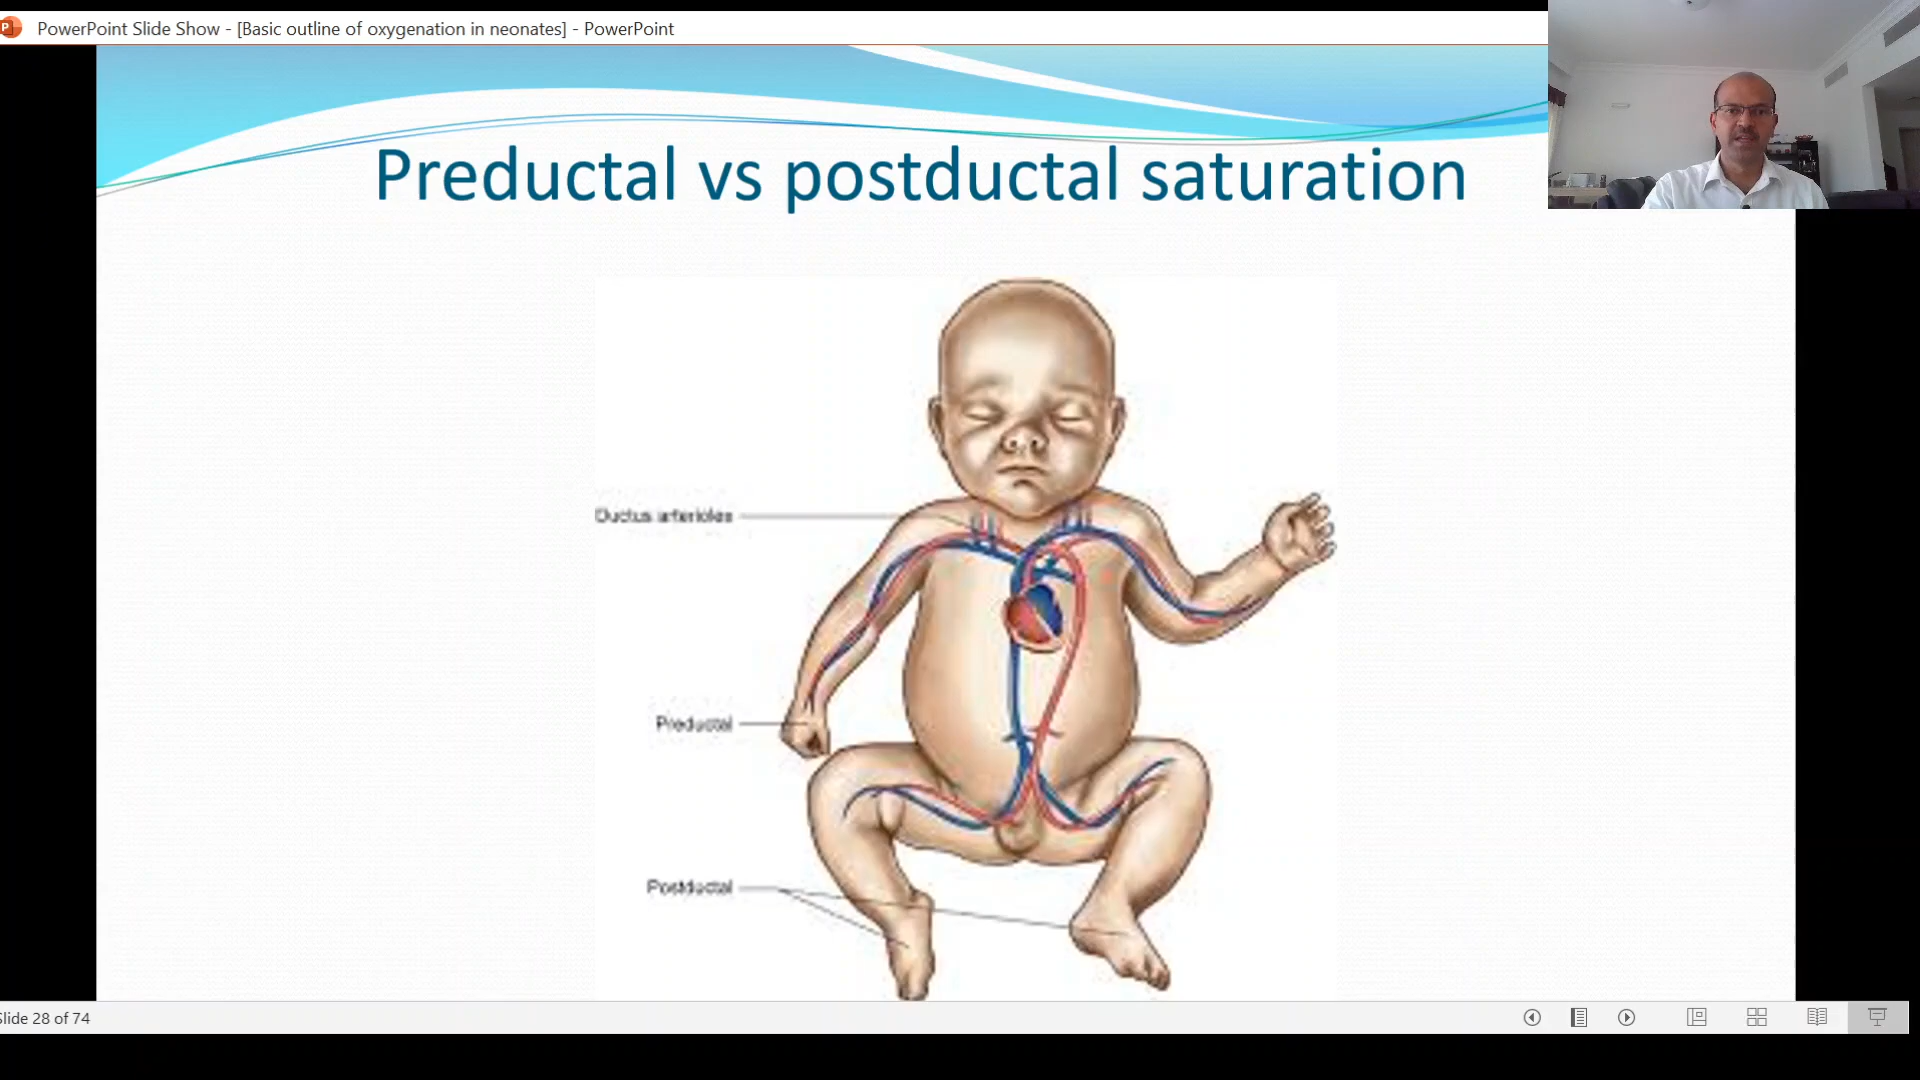 PowerPoint Slide Show - [Basic outline of oxygenation in neonates] - PowerPoint
Preductal vs postductal saturation
Ductus arterioles
Preductal
Postductal
Slide 28 of 74